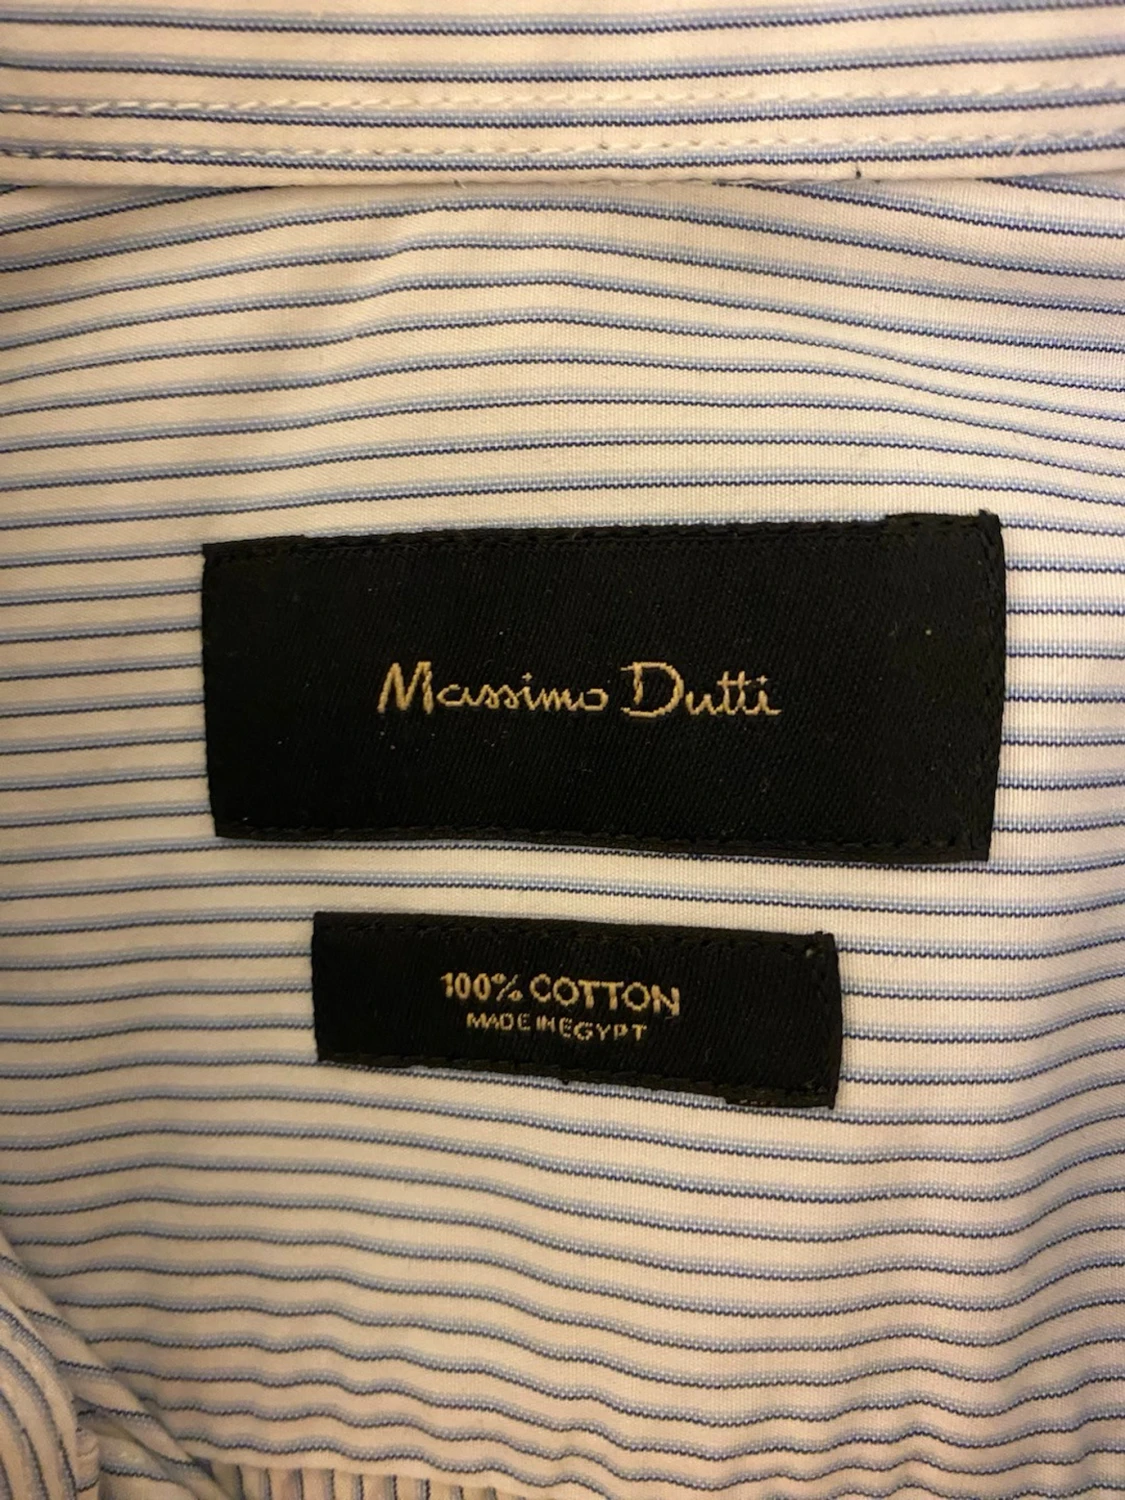 Massimo Dutti
100% COTTON
MADE IN EGYPT